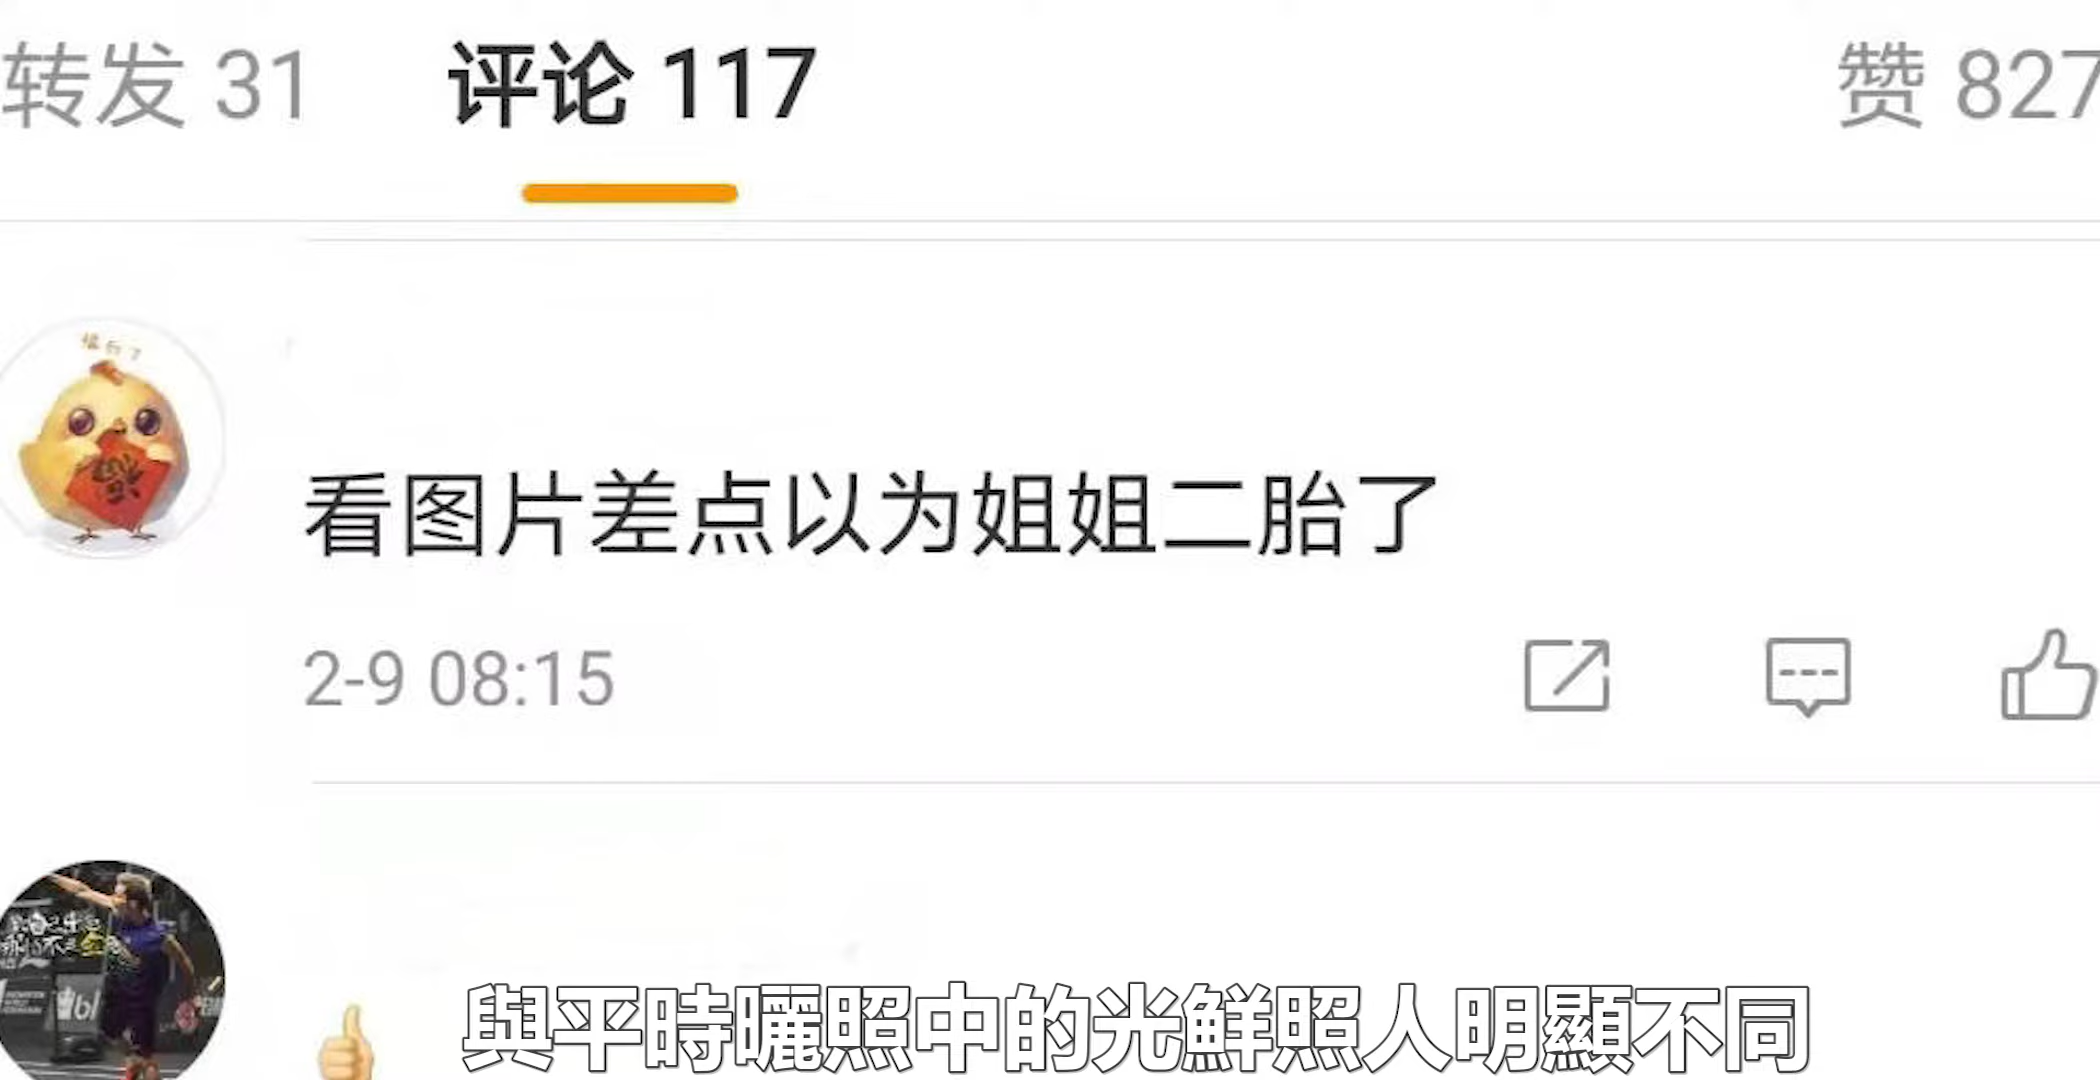 转发 31 评论 117 赞 827
看图片差点以为姐姐二胎了
2-9 08:15
與平時曬照中的光鮮照人明顯不同